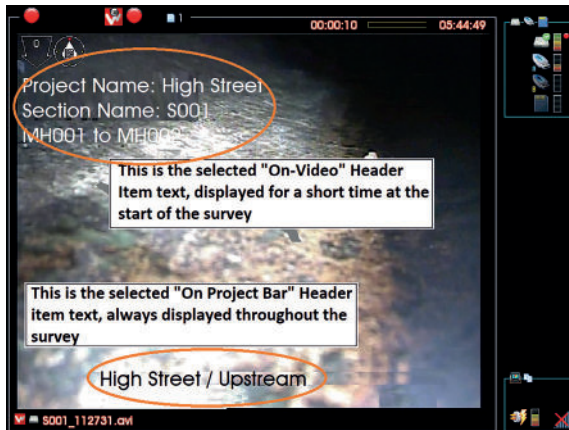 1
00:00:10 05:44:49
Project Name: High Street
Section Name: S001
MH001 to MH002
This is the selected "On-Video" Header
Item text, displayed for a short time at the
start of the survey
This is the selected "On Project Bar" Header
item text, always displayed throughout the
survey
High Street / Upstream
S001_112731.avi